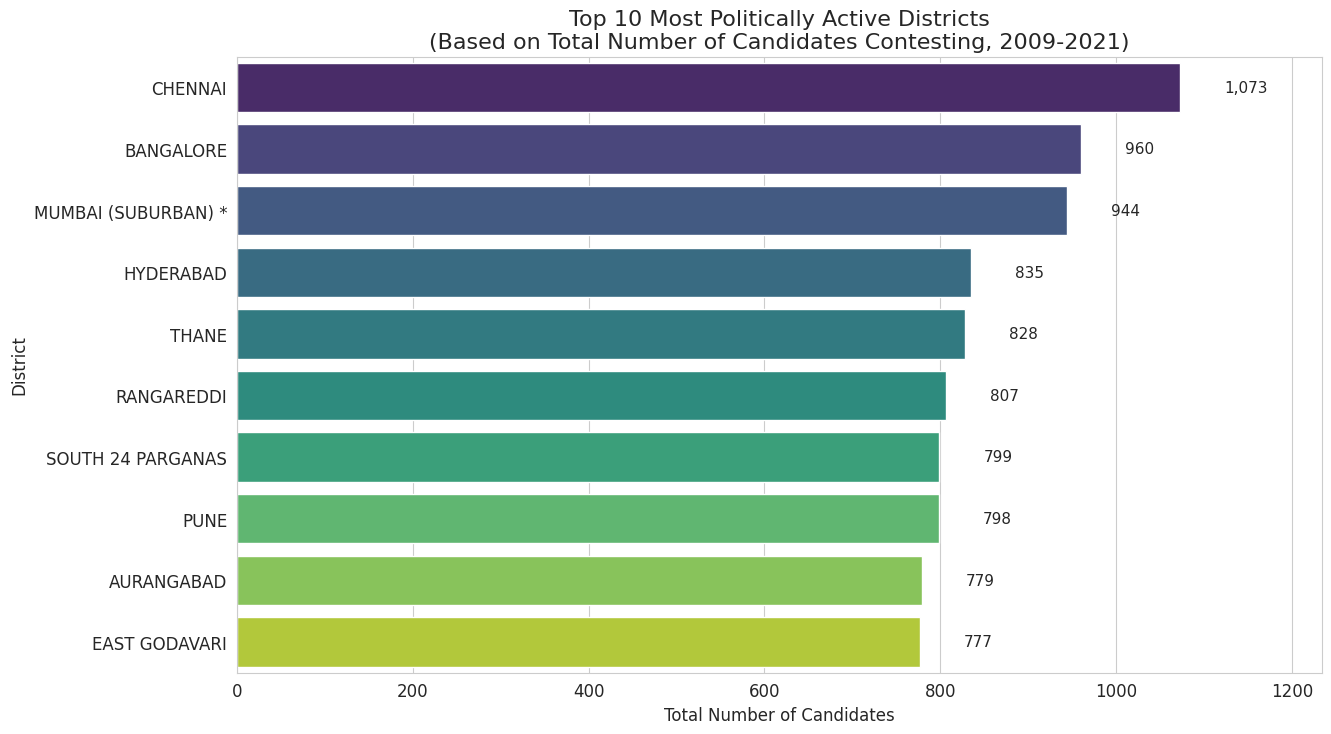 Top 10 Most Politically Active Districts
(Based on Total Number of Candidates Contesting, 2009-2021)
District
CHENNAI 1,073
BANGALORE 960
MUMBAI (SUBURBAN) * 944
HYDERABAD 835
THANE 828
RANGAREDDI 807
SOUTH 24 PARGANAS 799
PUNE 798
AURANGABAD 779
EAST GODAVARI 777
0 200 400 600 800 1000 1200
Total Number of Candidates